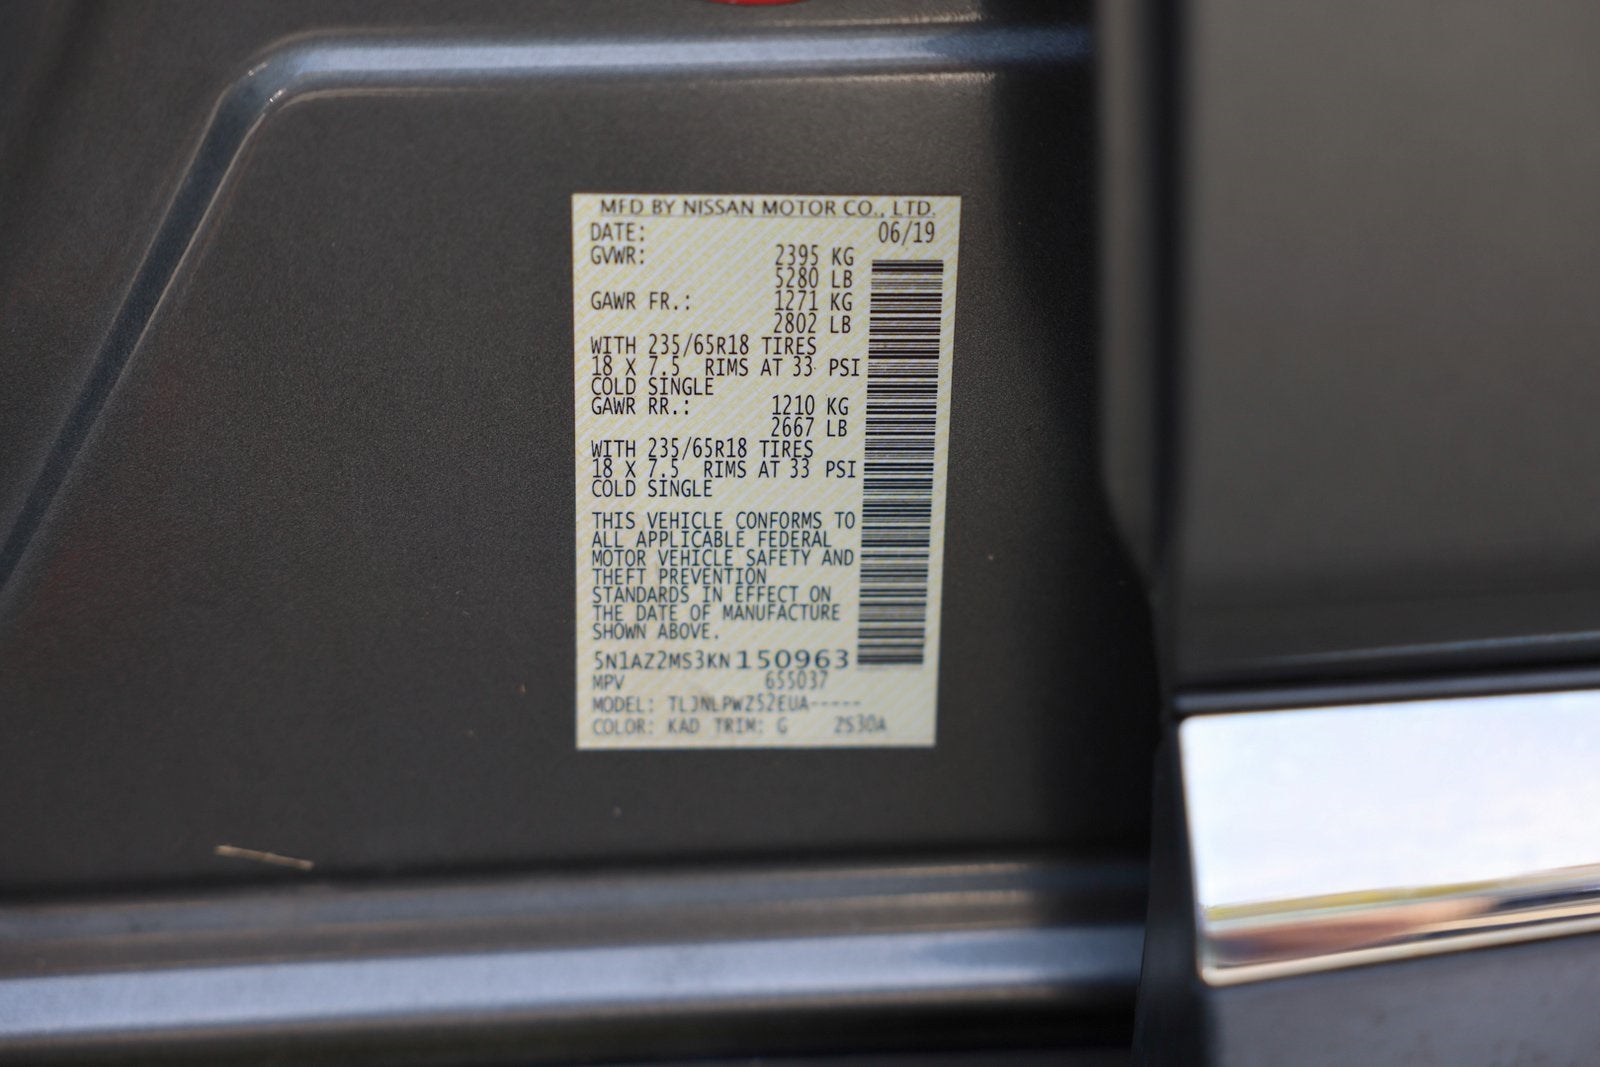 MFD BY NISSAN MOTOR CO., LTD.
DATE: 06/19
GVWR: 2395 KG
5280 LB
GAWR FR.: 1271 KG
2802 LB
WITH 235/65R18 TIRES
18 X 7.5 RIMS AT 33 PSI
COLD SINGLE
GAWR RR.: 1210 KG
2667 LB
WITH 235/65R18 TIRES
18 X 7.5 RIMS AT 33 PSI
COLD SINGLE
THIS VEHICLE CONFORMS TO
ALL APPLICABLE FEDERAL
MOTOR VEHICLE SAFETY AND
THEFT PREVENTION
STANDARDS IN EFFECT ON
THE DATE OF MANUFACTURE
SHOWN ABOVE.
5N1AZ2MS3KN150963
MPV 655037
MODEL: TLJNLPWZ52EUA-----
COLOR: KAD TRIM: G